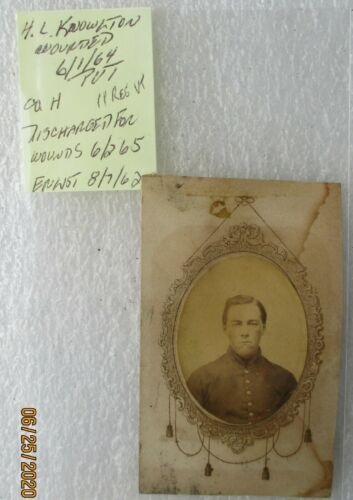 H. L. KNOWLTON
WOUNDED
6/1/64
PVT
CO H 11 REG VT
DISCHARGED FOR
WOUNDS 6/2 65
ENLIST 8/7/62
06/25/2020